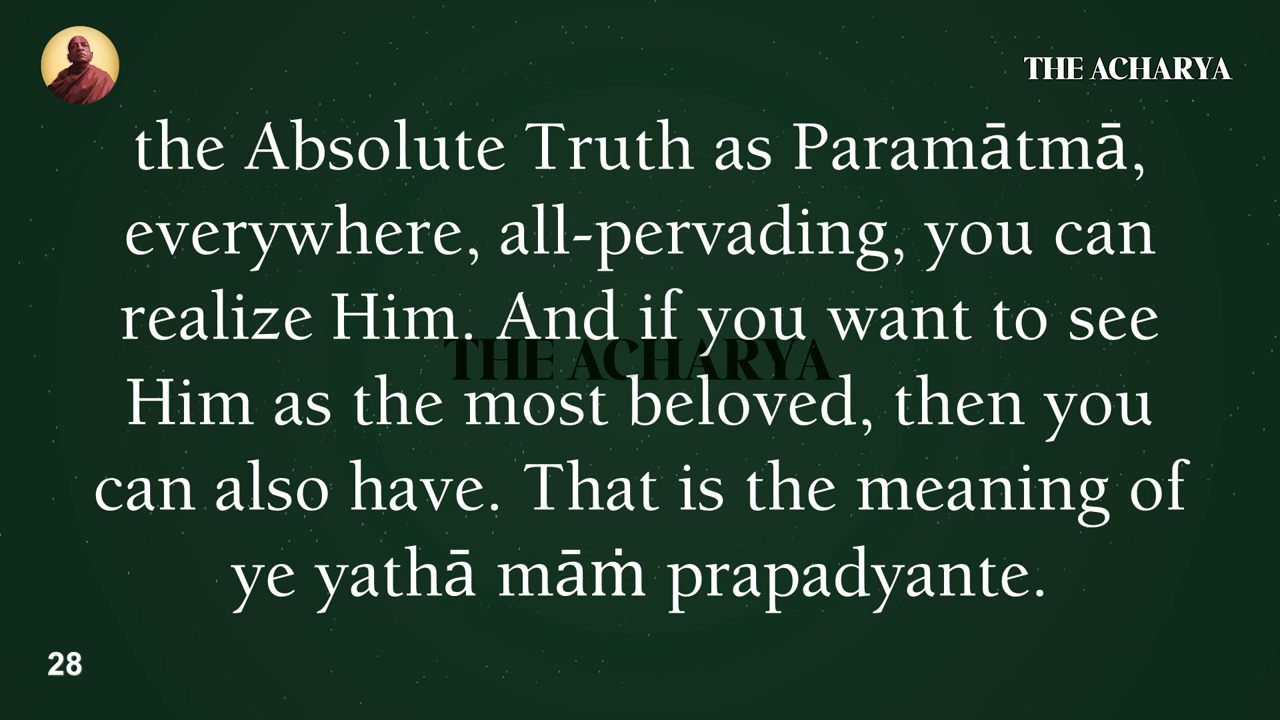 THE ACHARYA
the Absolute Truth as Paramātmā,
everywhere, all-pervading, you can
realize Him. And if you want to see
THE ACHARYA
Him as the most beloved, then you
can also have. That is the meaning of
ye yathā māṁ prapadyante.
28